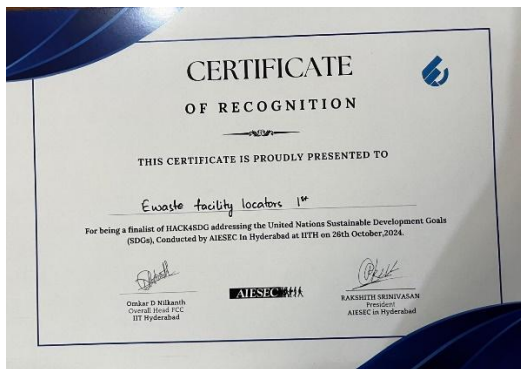 CERTIFICATE
OF RECOGNITION
THIS CERTIFICATE IS PROUDLY PRESENTED TO
Ewaste facility locators 1st
For being a finalist of HACK4SDG addressing the United Nations Sustainable Development Goals
(SDGs), Conducted by AIESEC In Hyderabad at IITH on 26th October,2024.
Omkar D Nilkanth
Overall Head FCC
IIT Hyderabad
AIESEC
RAKSHITH SRINIVASAN
President
AIESEC in Hyderabad